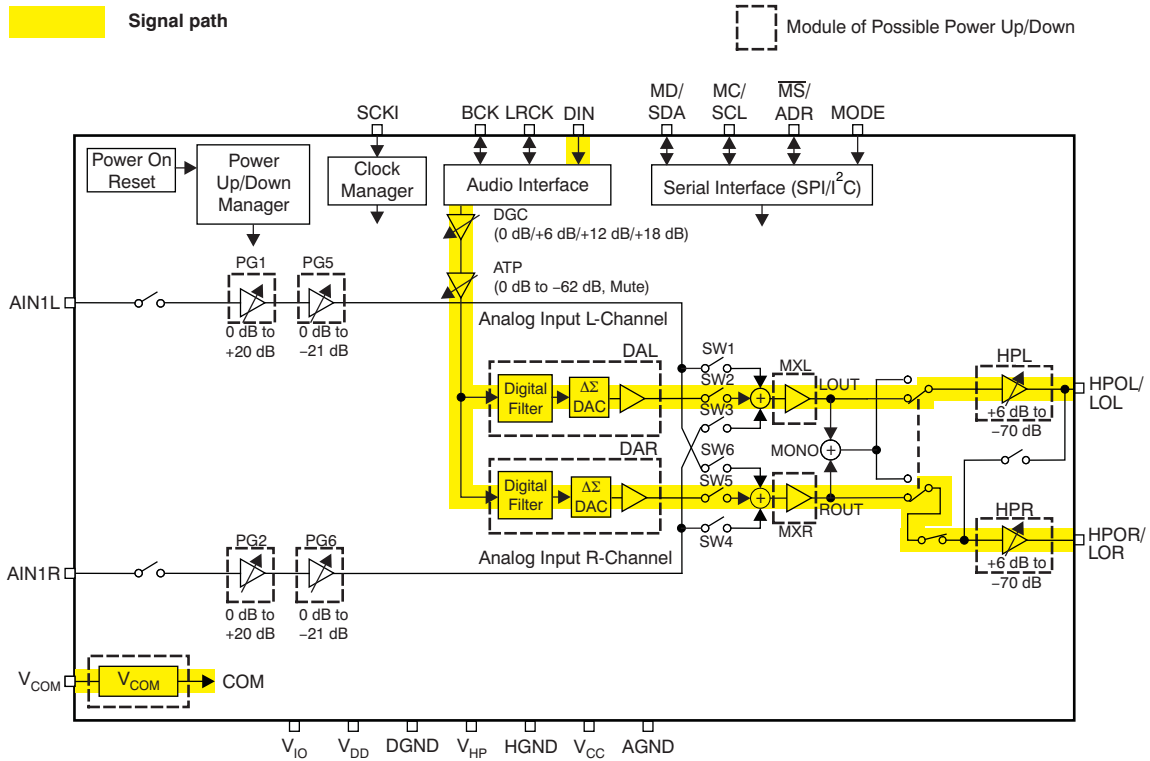 Signal path
Module of Possible Power Up/Down
SCKI
BCK
LRCK
DIN
MD/
SDA
MC/
SCL
MS/
ADR
MODE
Power On
Reset
Power
Up/Down
Manager
Clock
Manager
Audio Interface
Serial Interface (SPI/I²C)
DGC
(0 dB/+6 dB/+12 dB/+18 dB)
ATP
(0 dB to −62 dB, Mute)
PG1
PG5
AIN1L
0 dB to
+20 dB
0 dB to
−21 dB
Analog Input L-Channel
DAL
Digital
Filter
ΔΣ
DAC
SW1
SW2
SW3
MXL
LOUT
HPL
+6 dB to
−70 dB
HPOL/
LOL
MONO
DAR
Digital
Filter
ΔΣ
DAC
SW6
SW5
SW4
MXR
ROUT
HPR
+6 dB to
−70 dB
HPOR/
LOR
Analog Input R-Channel
PG2
PG6
AIN1R
0 dB to
+20 dB
0 dB to
−21 dB
VCOM
VCOM
COM
VIO
VDD
DGND
VHP
HGND
VCC
AGND